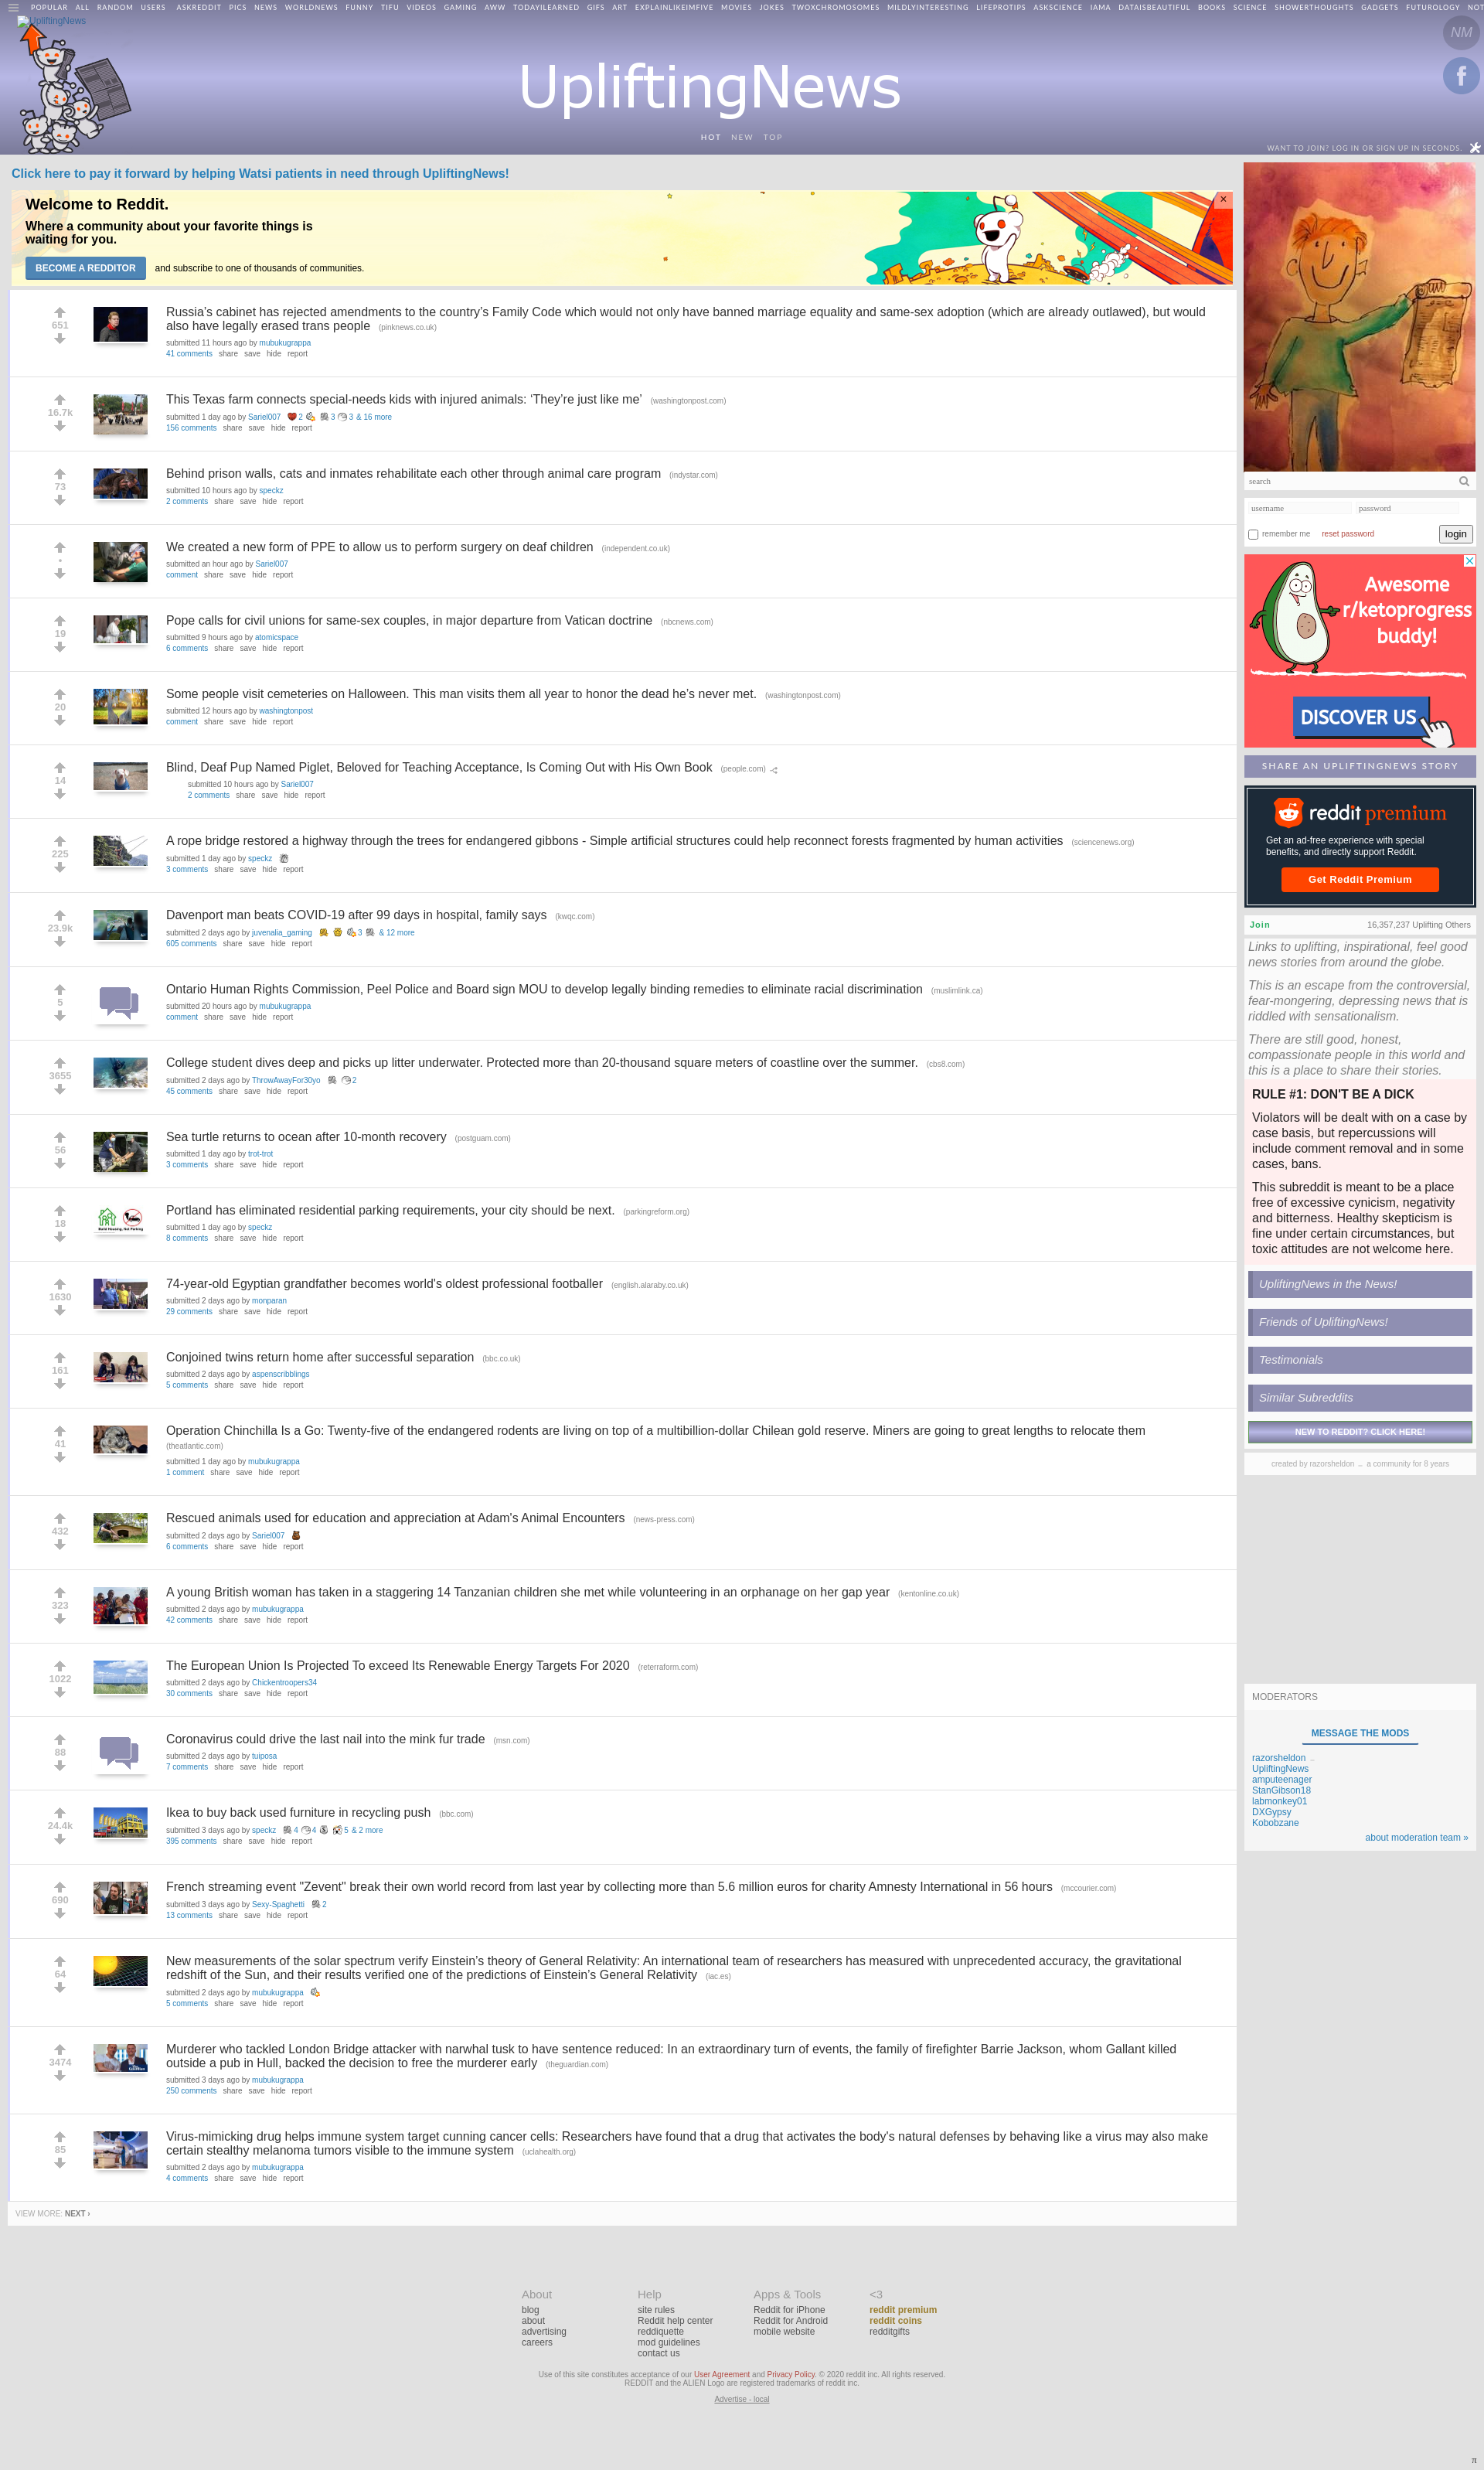 POPULAR ALL RANDOM USERS ASKREDDIT PICS NEWS WORLDNEWS FUNNY TIFU VIDEOS GAMING AWW TODAYILEARNED GIFS ART EXPLAINLIKEIMFIVE MOVIES JOKES TWOXCHROMOSOMES MILDLYINTERESTING LIFEPROTIPS ASKSCIENCE IAMA DATAISBEAUTIFUL BOOKS SCIENCE SHOWERTHOUGHTS GADGETS FUTUROLOGY NOT
UpliftingNews
NM
f
UpliftingNews
HOT NEW TOP
WANT TO JOIN? LOG IN OR SIGN UP IN SECONDS.
Click here to pay it forward by helping Watsi patients in need through UpliftingNews!
Welcome to Reddit.
Where a community about your favorite things is
waiting for you.
BECOME A REDDITOR and subscribe to one of thousands of communities.
×
651
Russia's cabinet has rejected amendments to the country's Family Code which would not only have banned marriage equality and same-sex adoption (which are already outlawed), but would
also have legally erased trans people (pinknews.co.uk)
submitted 11 hours ago by mubukugrappa
41 comments share save hide report
16.7k
This Texas farm connects special-needs kids with injured animals: 'They're just like me' (washingtonpost.com)
submitted 1 day ago by Sariel007 2 3 3 & 16 more
156 comments share save hide report
73
Behind prison walls, cats and inmates rehabilitate each other through animal care program (indystar.com)
submitted 10 hours ago by speckz
2 comments share save hide report
•
We created a new form of PPE to allow us to perform surgery on deaf children (independent.co.uk)
submitted an hour ago by Sariel007
comment share save hide report
19
Pope calls for civil unions for same-sex couples, in major departure from Vatican doctrine (nbcnews.com)
submitted 9 hours ago by atomicspace
6 comments share save hide report
20
Some people visit cemeteries on Halloween. This man visits them all year to honor the dead he's never met. (washingtonpost.com)
submitted 12 hours ago by washingtonpost
comment share save hide report
14
Blind, Deaf Pup Named Piglet, Beloved for Teaching Acceptance, Is Coming Out with His Own Book (people.com)
submitted 10 hours ago by Sariel007
2 comments share save hide report
225
A rope bridge restored a highway through the trees for endangered gibbons - Simple artificial structures could help reconnect forests fragmented by human activities (sciencenews.org)
submitted 1 day ago by speckz
3 comments share save hide report
23.9k
Davenport man beats COVID-19 after 99 days in hospital, family says (kwqc.com)
submitted 2 days ago by juvenalia_gaming 3 & 12 more
605 comments share save hide report
5
Ontario Human Rights Commission, Peel Police and Board sign MOU to develop legally binding remedies to eliminate racial discrimination (muslimlink.ca)
submitted 20 hours ago by mubukugrappa
comment share save hide report
3655
College student dives deep and picks up litter underwater. Protected more than 20-thousand square meters of coastline over the summer. (cbs8.com)
submitted 2 days ago by ThrowAwayFor30yo 2
45 comments share save hide report
56
Sea turtle returns to ocean after 10-month recovery (postguam.com)
submitted 1 day ago by trot-trot
3 comments share save hide report
18
Build Housing, Not Parking
Portland has eliminated residential parking requirements, your city should be next. (parkingreform.org)
submitted 1 day ago by speckz
8 comments share save hide report
1630
74-year-old Egyptian grandfather becomes world's oldest professional footballer (english.alaraby.co.uk)
submitted 2 days ago by monparan
29 comments share save hide report
161
Conjoined twins return home after successful separation (bbc.co.uk)
submitted 2 days ago by aspenscribblings
5 comments share save hide report
41
Operation Chinchilla Is a Go: Twenty-five of the endangered rodents are living on top of a multibillion-dollar Chilean gold reserve. Miners are going to great lengths to relocate them
(theatlantic.com)
submitted 1 day ago by mubukugrappa
1 comment share save hide report
432
Rescued animals used for education and appreciation at Adam's Animal Encounters (news-press.com)
submitted 2 days ago by Sariel007
6 comments share save hide report
323
A young British woman has taken in a staggering 14 Tanzanian children she met while volunteering in an orphanage on her gap year (kentonline.co.uk)
submitted 2 days ago by mubukugrappa
42 comments share save hide report
1022
The European Union Is Projected To exceed Its Renewable Energy Targets For 2020 (reterraform.com)
submitted 2 days ago by Chickentroopers34
30 comments share save hide report
88
Coronavirus could drive the last nail into the mink fur trade (msn.com)
submitted 2 days ago by tuiposa
7 comments share save hide report
24.4k
Ikea to buy back used furniture in recycling push (bbc.com)
submitted 3 days ago by speckz 4 4 5 & 2 more
395 comments share save hide report
690
French streaming event "Zevent" break their own world record from last year by collecting more than 5.6 million euros for charity Amnesty International in 56 hours (mccourier.com)
submitted 3 days ago by Sexy-Spaghetti 2
13 comments share save hide report
64
New measurements of the solar spectrum verify Einstein's theory of General Relativity: An international team of researchers has measured with unprecedented accuracy, the gravitational
redshift of the Sun, and their results verified one of the predictions of Einstein's General Relativity (iac.es)
submitted 2 days ago by mubukugrappa
5 comments share save hide report
3474
Murderer who tackled London Bridge attacker with narwhal tusk to have sentence reduced: In an extraordinary turn of events, the family of firefighter Barrie Jackson, whom Gallant killed
outside a pub in Hull, backed the decision to free the murderer early (theguardian.com)
submitted 3 days ago by mubukugrappa
250 comments share save hide report
85
Virus-mimicking drug helps immune system target cunning cancer cells: Researchers have found that a drug that activates the body's natural defenses by behaving like a virus may also make
certain stealthy melanoma tumors visible to the immune system (uclahealth.org)
submitted 2 days ago by mubukugrappa
4 comments share save hide report
VIEW MORE: NEXT ›
search
username password
remember me reset password login
Awesome
r/ketoprogress
buddy!
DISCOVER US
SHARE AN UPLIFTINGNEWS STORY
reddit premium
Get an ad-free experience with special
benefits, and directly support Reddit.
Get Reddit Premium
Join 16,357,237 Uplifting Others
Links to uplifting, inspirational, feel good
news stories from around the globe.
This is an escape from the controversial,
fear-mongering, depressing news that is
riddled with sensationalism.
There are still good, honest,
compassionate people in this world and
this is a place to share their stories.
RULE #1: DON'T BE A DICK
Violators will be dealt with on a case by
case basis, but repercussions will
include comment removal and in some
cases, bans.
This subreddit is meant to be a place
free of excessive cynicism, negativity
and bitterness. Healthy skepticism is
fine under certain circumstances, but
toxic attitudes are not welcome here.
UpliftingNews in the News!
Friends of UpliftingNews!
Testimonials
Similar Subreddits
NEW TO REDDIT? CLICK HERE!
created by razorsheldon a community for 8 years
MODERATORS
MESSAGE THE MODS
razorsheldon
UpliftingNews
amputeenager
StanGibson18
labmonkey01
DXGypsy
Kobobzane
about moderation team »
About
blog
about
advertising
careers
Help
site rules
Reddit help center
reddiquette
mod guidelines
contact us
Apps & Tools
Reddit for iPhone
Reddit for Android
mobile website
<3
reddit premium
reddit coins
redditgifts
Use of this site constitutes acceptance of our User Agreement and Privacy Policy. © 2020 reddit inc. All rights reserved.
REDDIT and the ALIEN Logo are registered trademarks of reddit inc.
Advertise - local
π